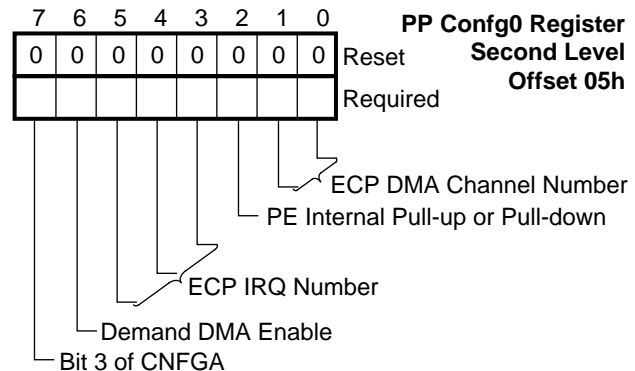 7 6 5 4 3 2 1 0
PP Confg0 Register
Second Level
Offset 05h
0 0 0 0 0 0 0 0 Reset
Required
ECP DMA Channel Number
PE Internal Pull-up or Pull-down
ECP IRQ Number
Demand DMA Enable
Bit 3 of CNFGA